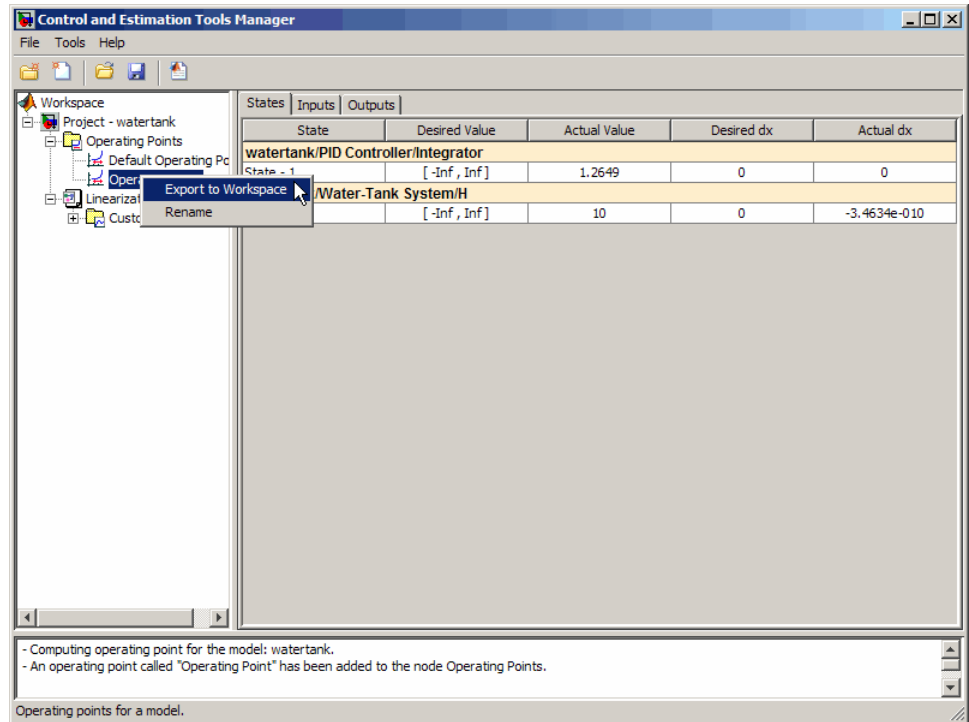 Control and Estimation Tools Manager
File Tools Help
Workspace
Project - watertank
Operating Points
Default Operating Po
Opera
Export to Workspace
Rename
Linearizat
Custo
States Inputs Outputs
State Desired Value Actual Value Desired dx Actual dx
watertank/PID Controller/Integrator
State - 1 [ -Inf , Inf ] 1.2649 0 0
/Water-Tank System/H
[ -Inf , Inf ] 10 0 -3.4634e-010
- Computing operating point for the model: watertank.
- An operating point called "Operating Point" has been added to the node Operating Points.
Operating points for a model.